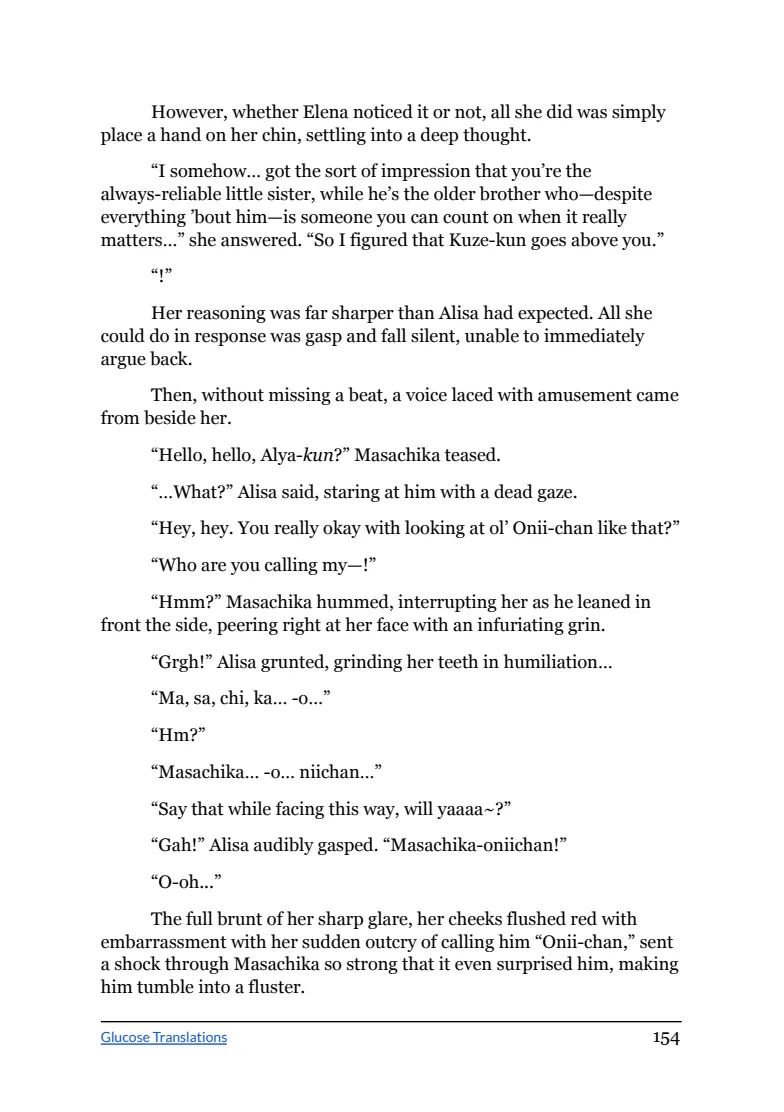 However, whether Elena noticed it or not, all she did was simply
place a hand on her chin, settling into a deep thought.
“I somehow… got the sort of impression that you’re the
always-reliable little sister, while he’s the older brother who—despite
everything ’bout him—is someone you can count on when it really
matters…” she answered. “So I figured that Kuze-kun goes above you.”
“!”
Her reasoning was far sharper than Alisa had expected. All she
could do in response was gasp and fall silent, unable to immediately
argue back.
Then, without missing a beat, a voice laced with amusement came
from beside her.
“Hello, hello, Alya-kun?” Masachika teased.
“…What?” Alisa said, staring at him with a dead gaze.
“Hey, hey. You really okay with looking at ol’ Onii-chan like that?”
“Who are you calling my—!”
“Hmm?” Masachika hummed, interrupting her as he leaned in
front the side, peering right at her face with an infuriating grin.
“Grgh!” Alisa grunted, grinding her teeth in humiliation…
“Ma, sa, chi, ka… -o…”
“Hm?”
“Masachika… -o… niichan…”
“Say that while facing this way, will yaaaa~?”
“Gah!” Alisa audibly gasped. “Masachika-oniichan!”
“O-oh…”
The full brunt of her sharp glare, her cheeks flushed red with
embarrassment with her sudden outcry of calling him “Onii-chan,” sent
a shock through Masachika so strong that it even surprised him, making
him tumble into a fluster.
Glucose Translations 154